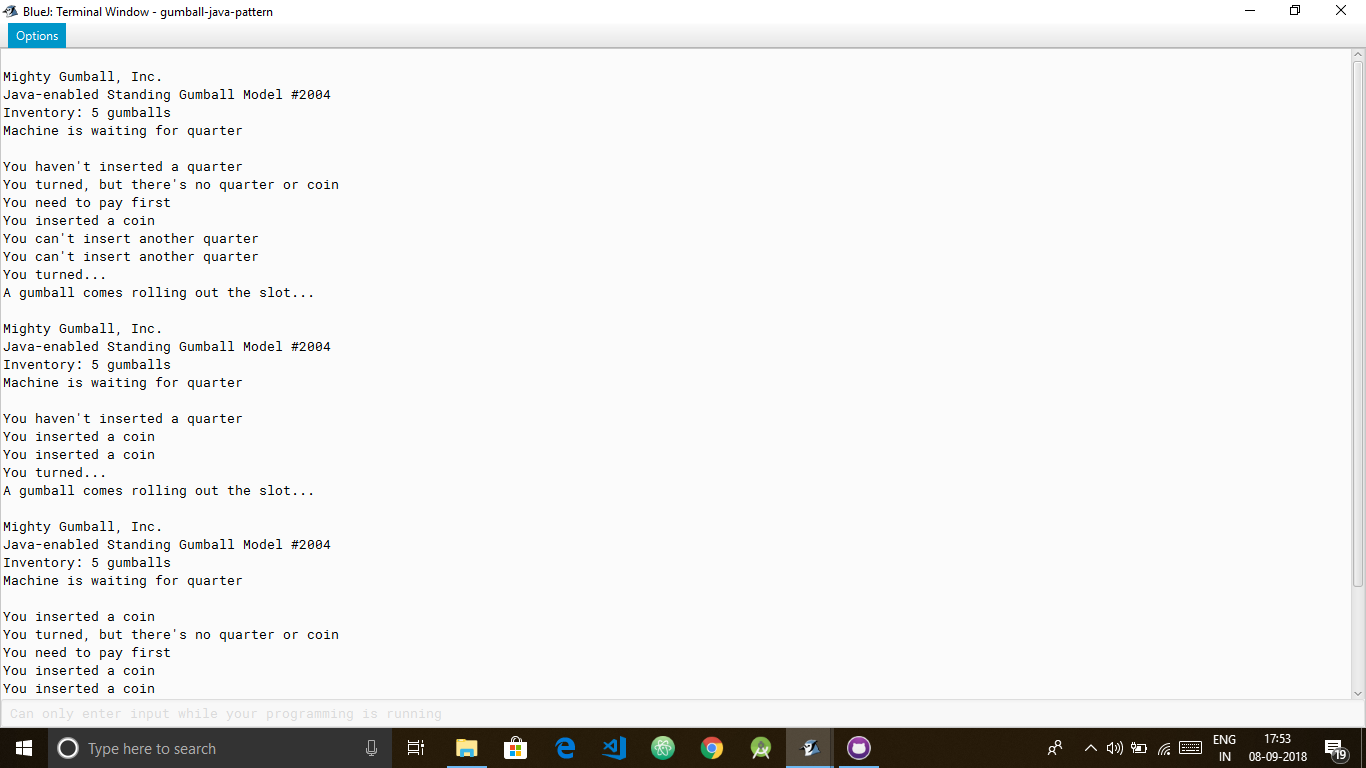 BlueJ: Terminal Window - gumball-java-pattern
Options
Mighty Gumball, Inc.
Java-enabled Standing Gumball Model #2004
Inventory: 5 gumballs
Machine is waiting for quarter
You haven't inserted a quarter
You turned, but there's no quarter or coin
You need to pay first
You inserted a coin
You can't insert another quarter
You can't insert another quarter
You turned...
A gumball comes rolling out the slot...
Mighty Gumball, Inc.
Java-enabled Standing Gumball Model #2004
Inventory: 5 gumballs
Machine is waiting for quarter
You haven't inserted a quarter
You inserted a coin
You inserted a coin
You turned...
A gumball comes rolling out the slot...
Mighty Gumball, Inc.
Java-enabled Standing Gumball Model #2004
Inventory: 5 gumballs
Machine is waiting for quarter
You inserted a coin
You turned, but there's no quarter or coin
You need to pay first
You inserted a coin
You inserted a coin
Can only enter input while your programming is running
Type here to search
ENG
IN
17:53
08-09-2018
19